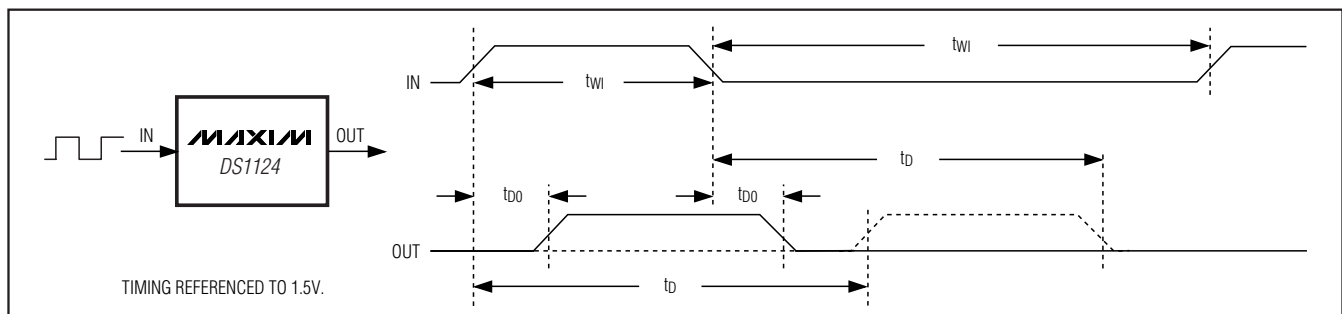 tWI
IN
tWI
IN
MAXIM
DS1124
OUT
tD
tD0
tD0
OUT
tD
TIMING REFERENCED TO 1.5V.